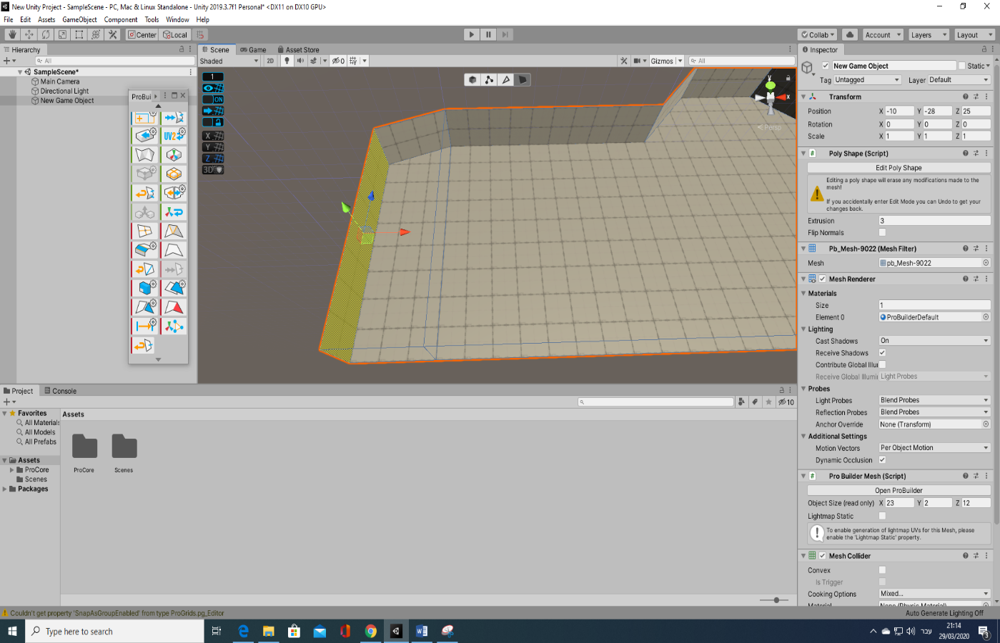 New Unity Project - SampleScene - PC, Mac & Linux Standalone - Unity 2019.3.7f1 Personal* <DX11 on DX10 GPU>
File Edit Assets GameObject Component Tools Window Help
Center Local Collab Account Layers Layout
Hierarchy
All
SampleScene*
Main Camera
Directional Light
New Game Object
ProBui
UV2
Scene Game Asset Store
Shaded 2D 0 Gizmos All
1
ON
X
Y
Z
3D
y
x
Persp
Inspector
New Game Object Static
Tag Untagged Layer Default
Transform
Position X -10 Y -28 Z 25
Rotation X 0 Y 0 Z 0
Scale X 1 Y 1 Z 1
Poly Shape (Script)
Edit Poly Shape
Editing a poly shape will erase any modifications made to the
mesh!
If you accidentally enter Edit Mode you can Undo to get your
changes back.
Extrusion 3
Flip Normals
Pb_Mesh-9022 (Mesh Filter)
Mesh pb_Mesh-9022
Mesh Renderer
Materials
Size 1
Element 0 ProBuilderDefault
Lighting
Cast Shadows On
Receive Shadows
Contribute Global Illu
Receive Global Illumi Light Probes
Probes
Light Probes Blend Probes
Reflection Probes Blend Probes
Anchor Override None (Transform)
Additional Settings
Motion Vectors Per Object Motion
Dynamic Occlusion
Pro Builder Mesh (Script)
Open ProBuilder
Object Size (read only) X 23 Y 2 Z 12
Lightmap Static
To enable generation of lightmap UVs for this Mesh, please
enable the 'Lightmap Static' property.
Mesh Collider
Convex
Is Trigger
Cooking Options Mixed...
Material None (Physic Material)
Project Console
10
Favorites
All Materials
All Models
All Prefabs
Assets
ProCore
Scenes
Packages
Assets
ProCore Scenes
Couldn't get property 'SnapAsGroupEnabled' from type ProGrids.pg_Editor
Auto Generate Lighting Off
Type here to search
עבר
21:14
29/03/2020
3